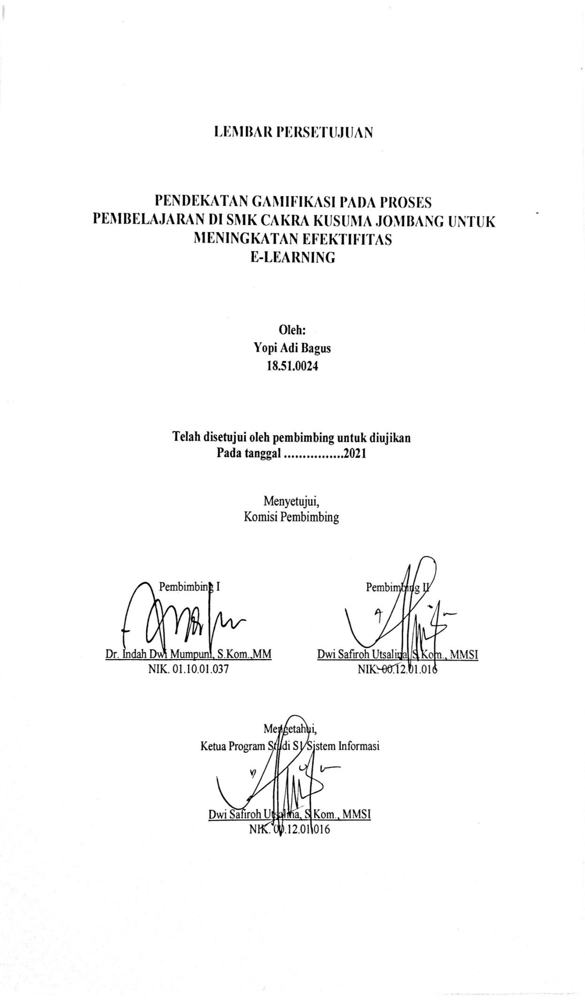 LEMBAR PERSETUJUAN
PENDEKATAN GAMIFIKASI PADA PROSES
PEMBELAJARAN DI SMK CAKRA KUSUMA JOMBANG UNTUK
MENINGKATAN EFEKTIFITAS
E-LEARNING
Oleh:
Yopi Adi Bagus
18.51.0024
Telah disetujui oleh pembimbing untuk diujikan
Pada tanggal ................2021
Menyetujui,
Komisi Pembimbing
Pembimbing I
Pembimbing II
Dr. Indah Dwi Mumpuni, S.Kom.,MM
Dwi Safiroh Utsalina, S.Kom., MMSI
NIK. 01.10.01.037
NIK. 00.12.01.016
Mengetahui,
Ketua Program Studi S1 Sistem Informasi
Dwi Safiroh Utsalina, S.Kom., MMSI
NIK. 00.12.01.016